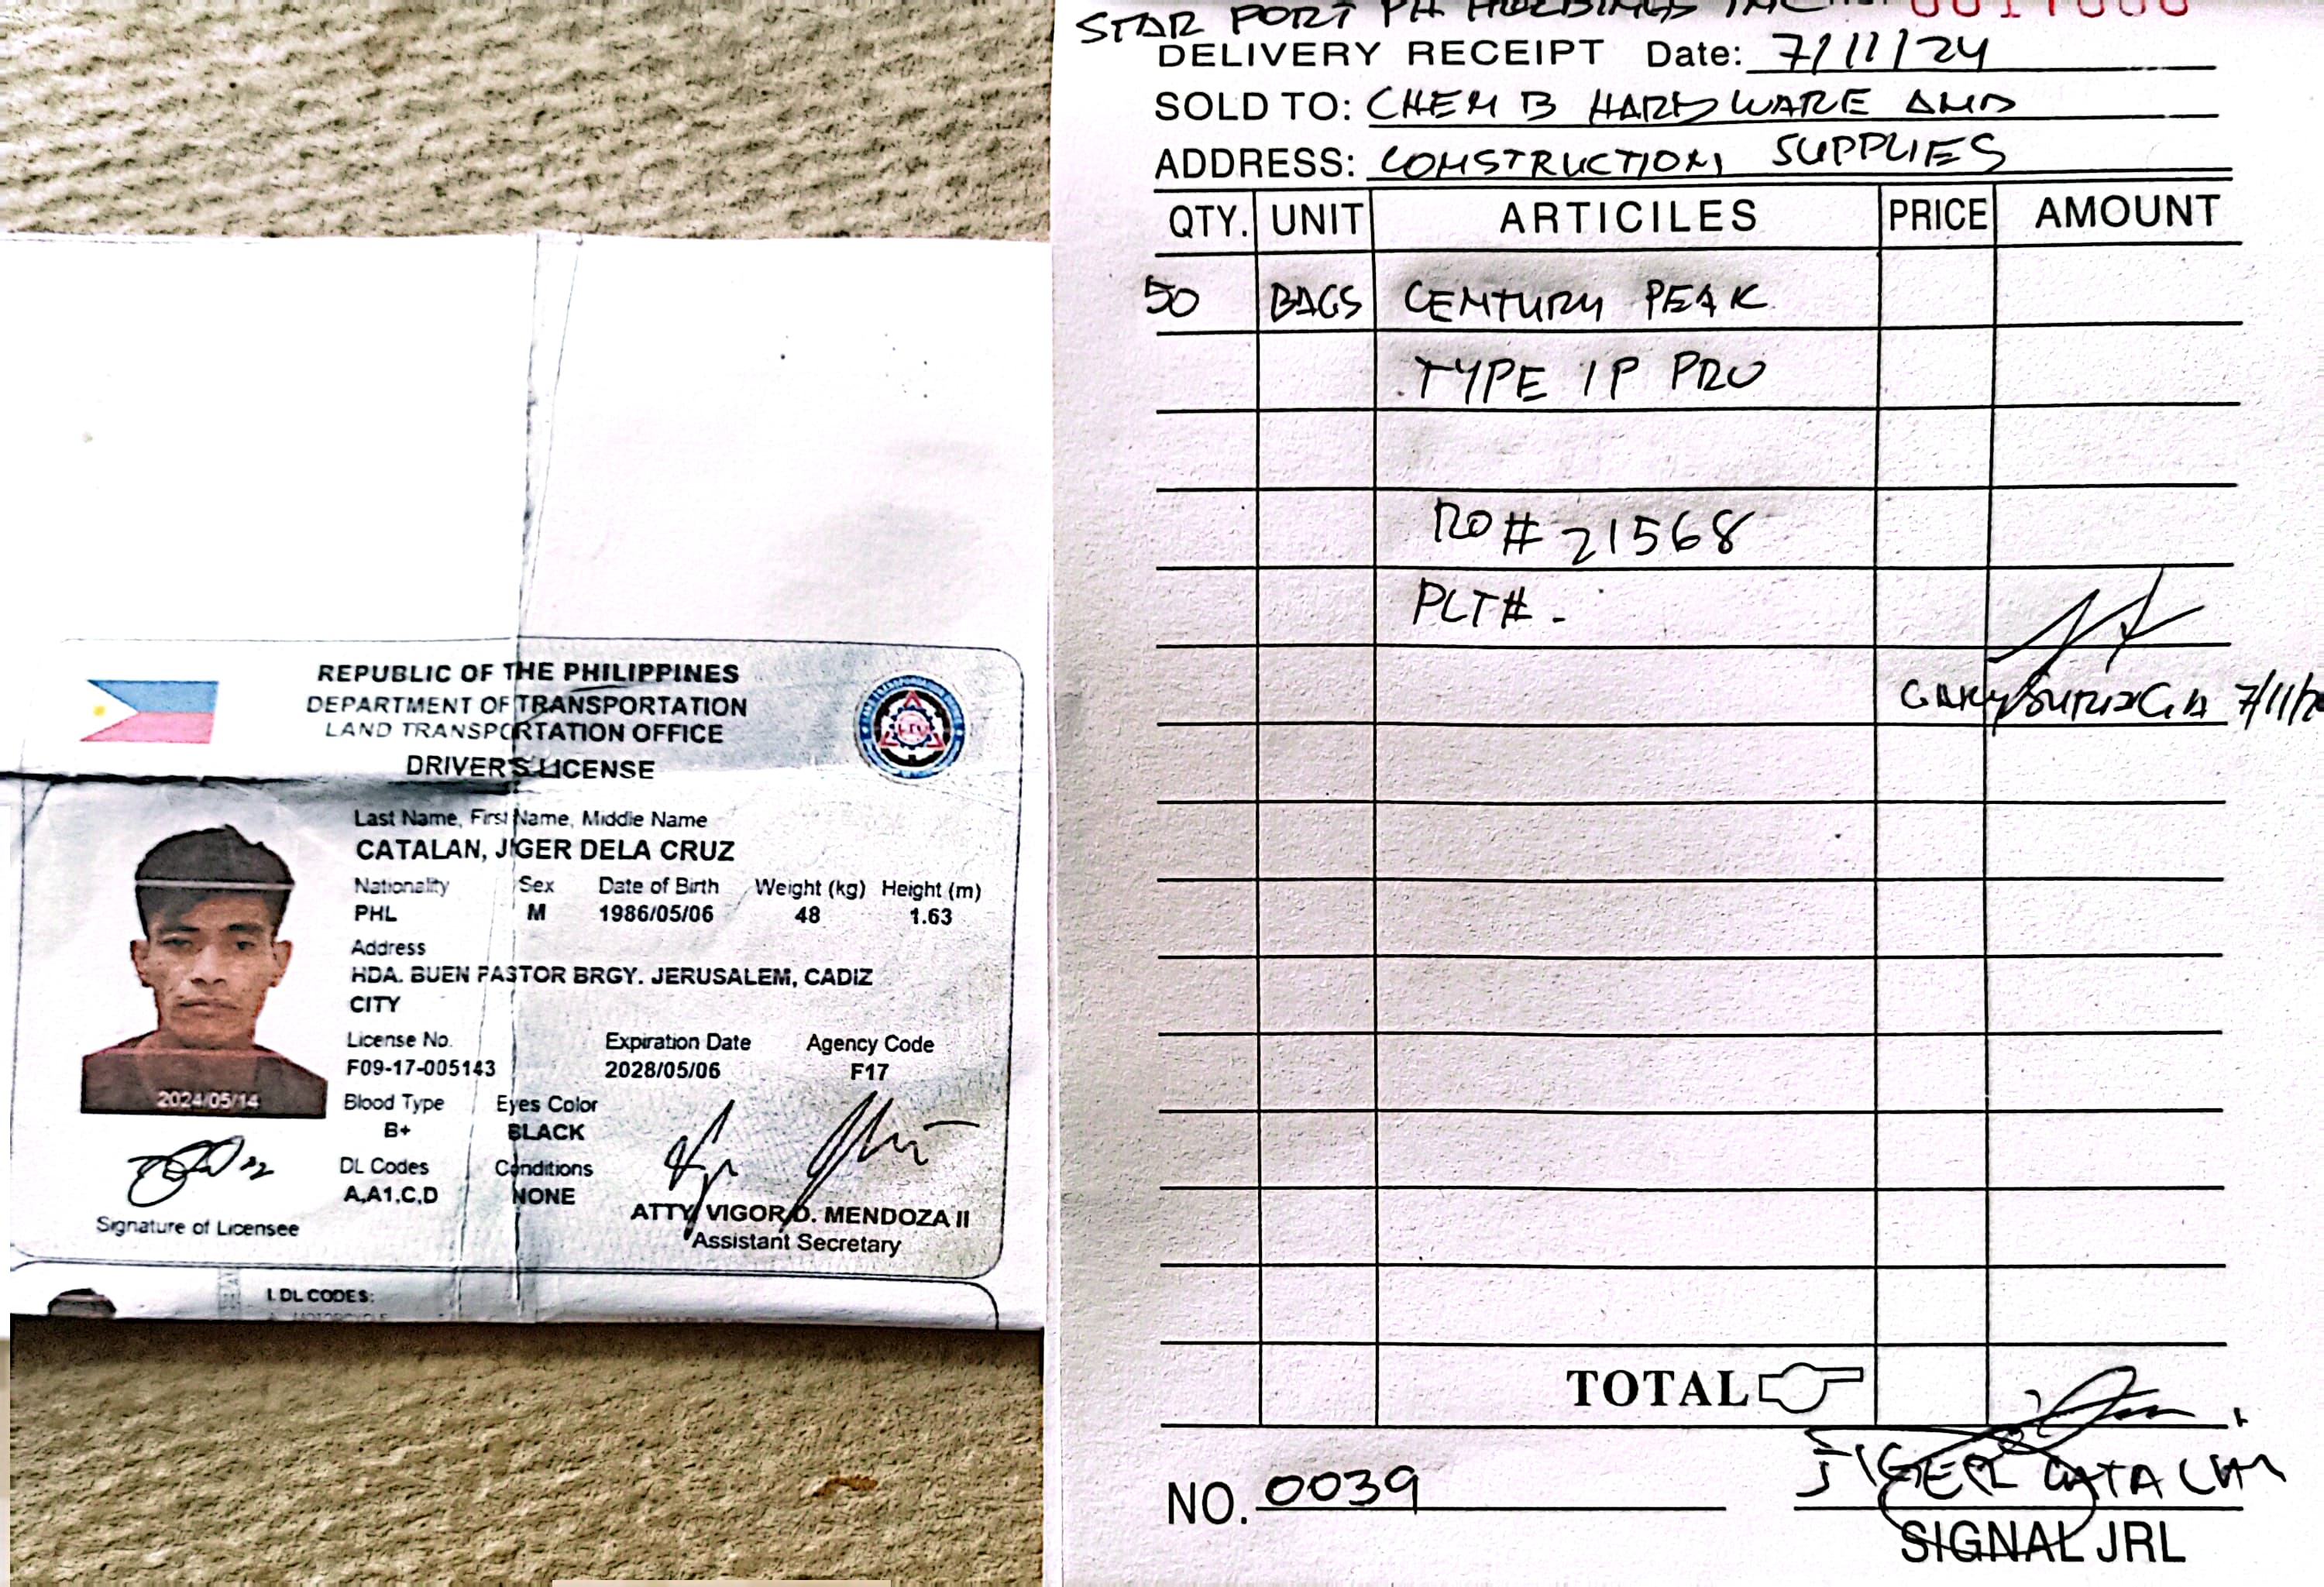 REPUBLIC OF THE PHILIPPINES
DEPARTMENT OF TRANSPORTATION
LAND TRANSPORTATION OFFICE
DRIVER'S LICENSE
Last Name, First Name, Middle Name
CATALAN, JIGER DELA CRUZ
Nationality Sex Date of Birth Weight (kg) Height (m)
PHL M 1986/05/06 48 1.63
Address
HDA. BUEN PASTOR BRGY. JERUSALEM, CADIZ
CITY
License No. Expiration Date Agency Code
F09-17-005143 2028/05/06 F17
2024/05/14
Blood Type Eyes Color
B+ BLACK
DL Codes Conditions
A,A1,C,D NONE
ATTY VIGOR D. MENDOZA II
Assistant Secretary
Signature of Licensee
I. DL CODES:
STAR PORT PH HOLDINGS INC
DELIVERY RECEIPT Date: 7/11/24
SOLD TO: CHEM B HARDWARE AND
ADDRESS: CONSTRUCTION SUPPLIES
QTY. UNIT ARTICILES PRICE AMOUNT
50 BAGS CENTURY PEAK
TYPE 1P PRO
RO# 21568
PLT# -
7/11/2
TOTAL
JIGER CATALAN
NO. 0039
SIGNAL JRL